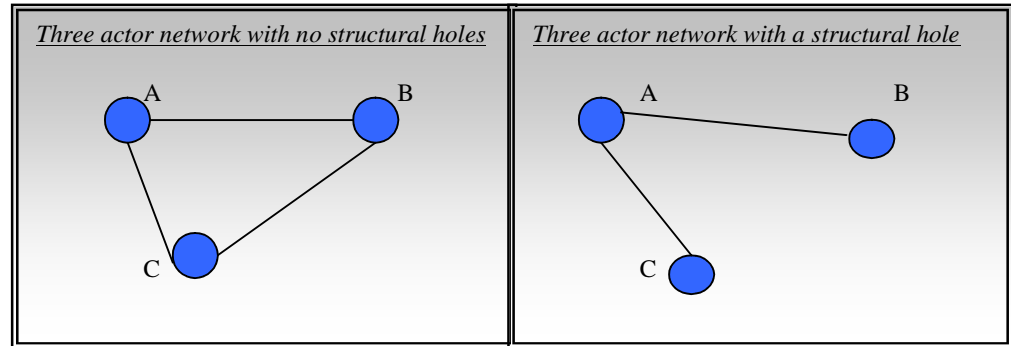 Three actor network with no structural holes
A
B
C
Three actor network with a structural hole
A
B
C